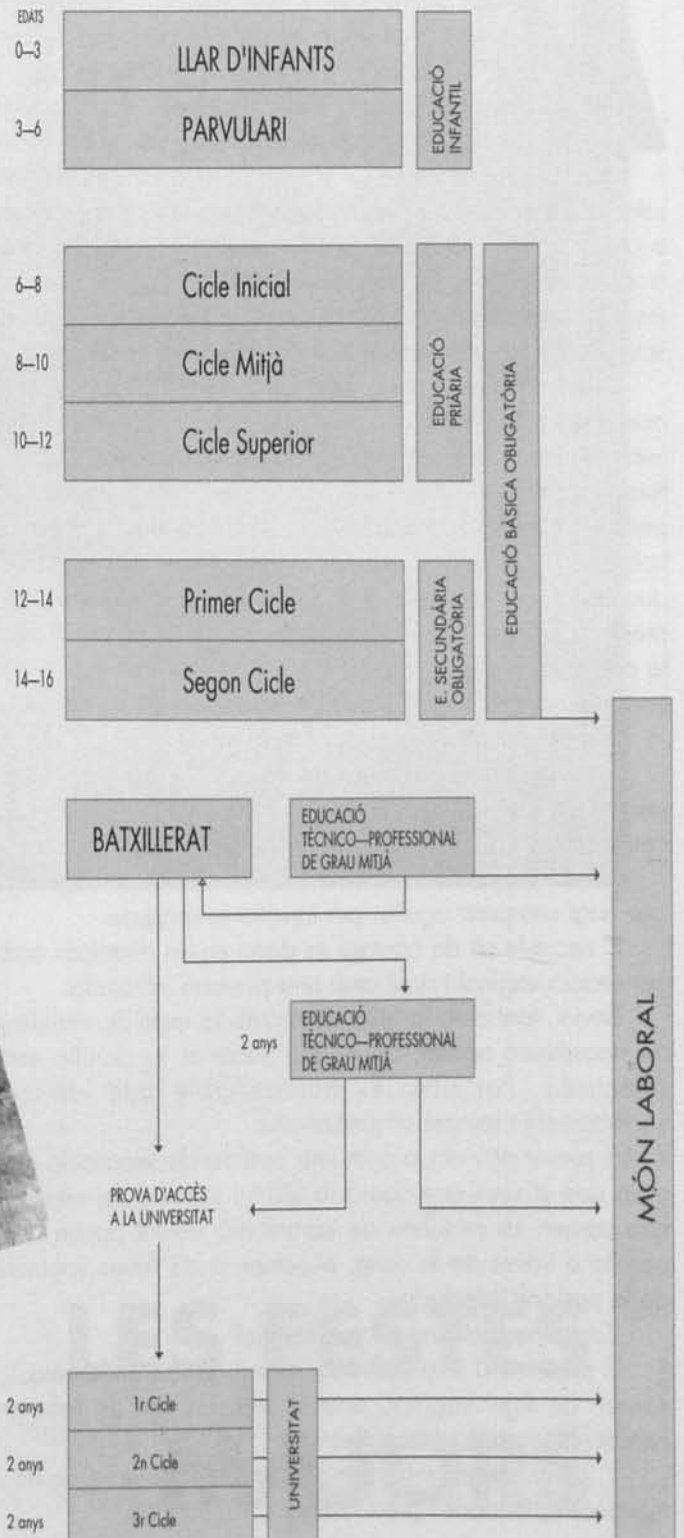 EDATS
0–3
LLAR D'INFANTS
3–6
PARVULARI
EDUCACIÓ
INFANTIL
6–8
Cicle Inicial
8–10
Cicle Mitjà
10–12
Cicle Superior
EDUCACIÓ
PRIÀRIA
12–14
Primer Cicle
14–16
Segon Cicle
E. SECUNDÀRIA
OBLIGATÒRIA
EDUCACIÓ BÀSICA OBLIGATÒRIA
BATXILLERAT
EDUCACIÓ
TÈCNICO–PROFESSIONAL
DE GRAU MITJÀ
2 anys
EDUCACIÓ
TÈCNICO–PROFESSIONAL
DE GRAU MITJÀ
PROVA D'ACCÈS
A LA UNIVERSITAT
2 anys
1r Cicle
2 anys
2n Cicle
2 anys
3r Cicle
UNIVERSITAT
MÓN LABORAL